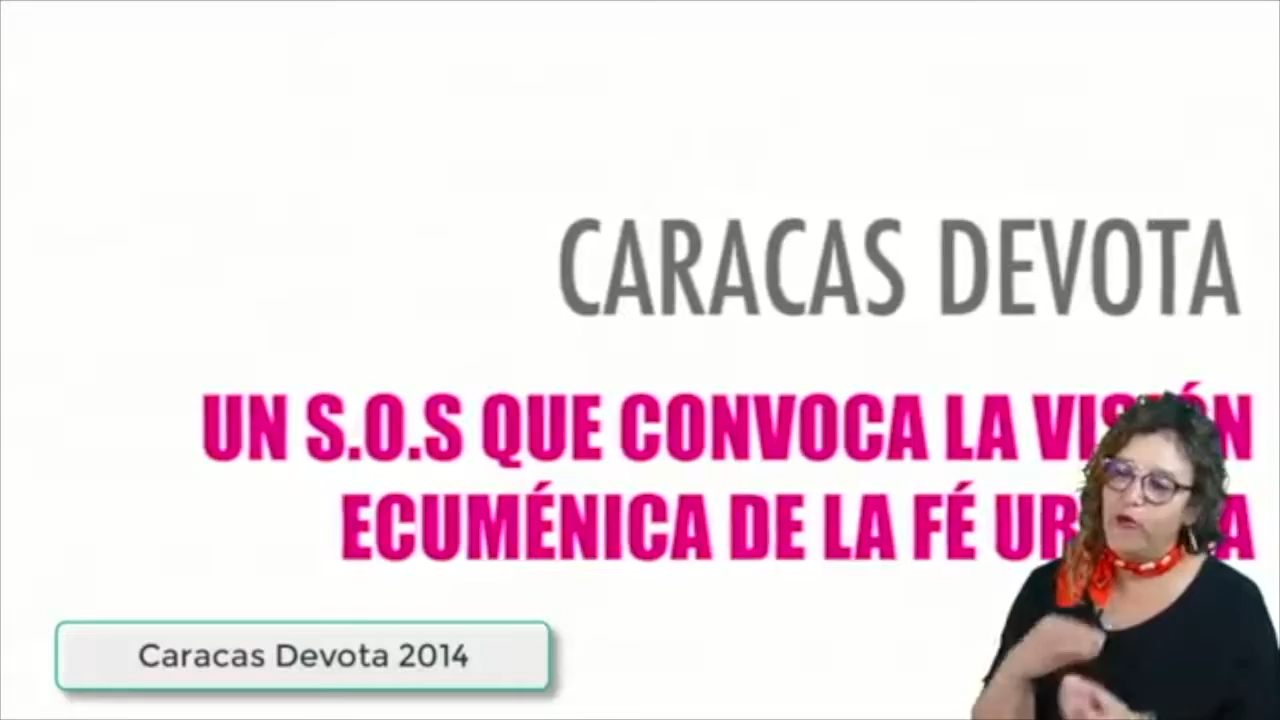 CARACAS DEVOTA
UN S.O.S QUE CONVOCA LA
ECUMÉNICA DE LA FÉ
Caracas Devota 2014